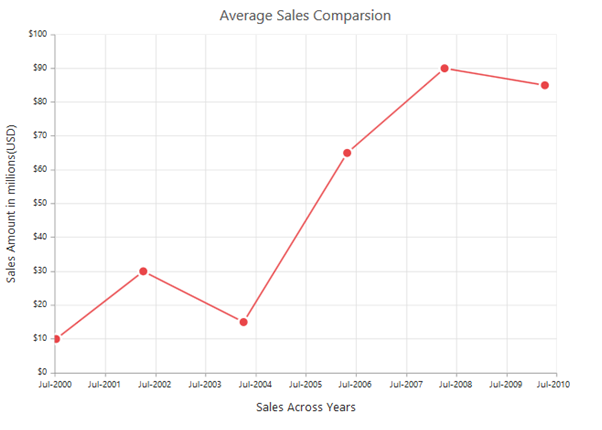 Average Sales Comparsion
$100
$90
$80
$70
$60
$50
$40
$30
$20
$10
$0
Sales Amount in millions(USD)
Jul-2000 Jul-2001 Jul-2002 Jul-2003 Jul-2004 Jul-2005 Jul-2006 Jul-2007 Jul-2008 Jul-2009 Jul-2010
Sales Across Years